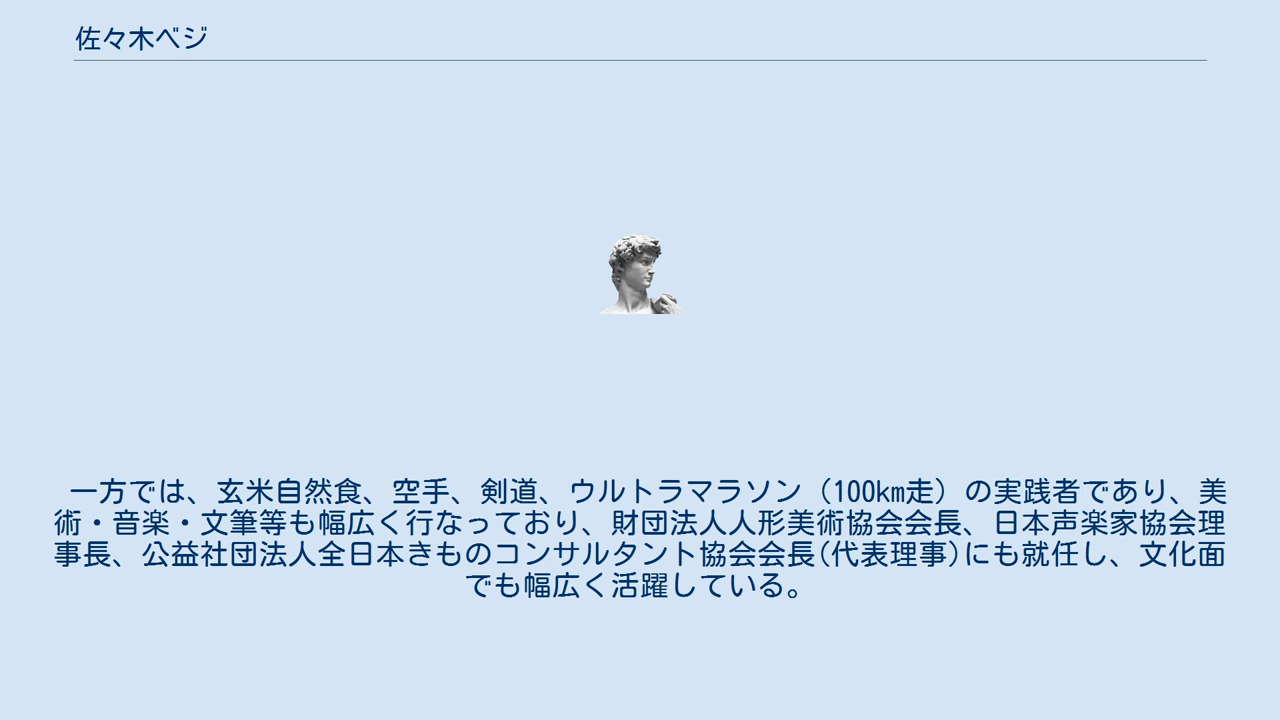 佐々木ベジ
一方では、玄米自然食、空手、剣道、ウルトラマラソン（100km走）の実践者であり、美
術・音楽・文筆等も幅広く行なっており、財団法人人形美術協会会長、日本声楽家協会理
事長、公益社団法人全日本きものコンサルタント協会会長(代表理事)にも就任し、文化面
でも幅広く活躍している。